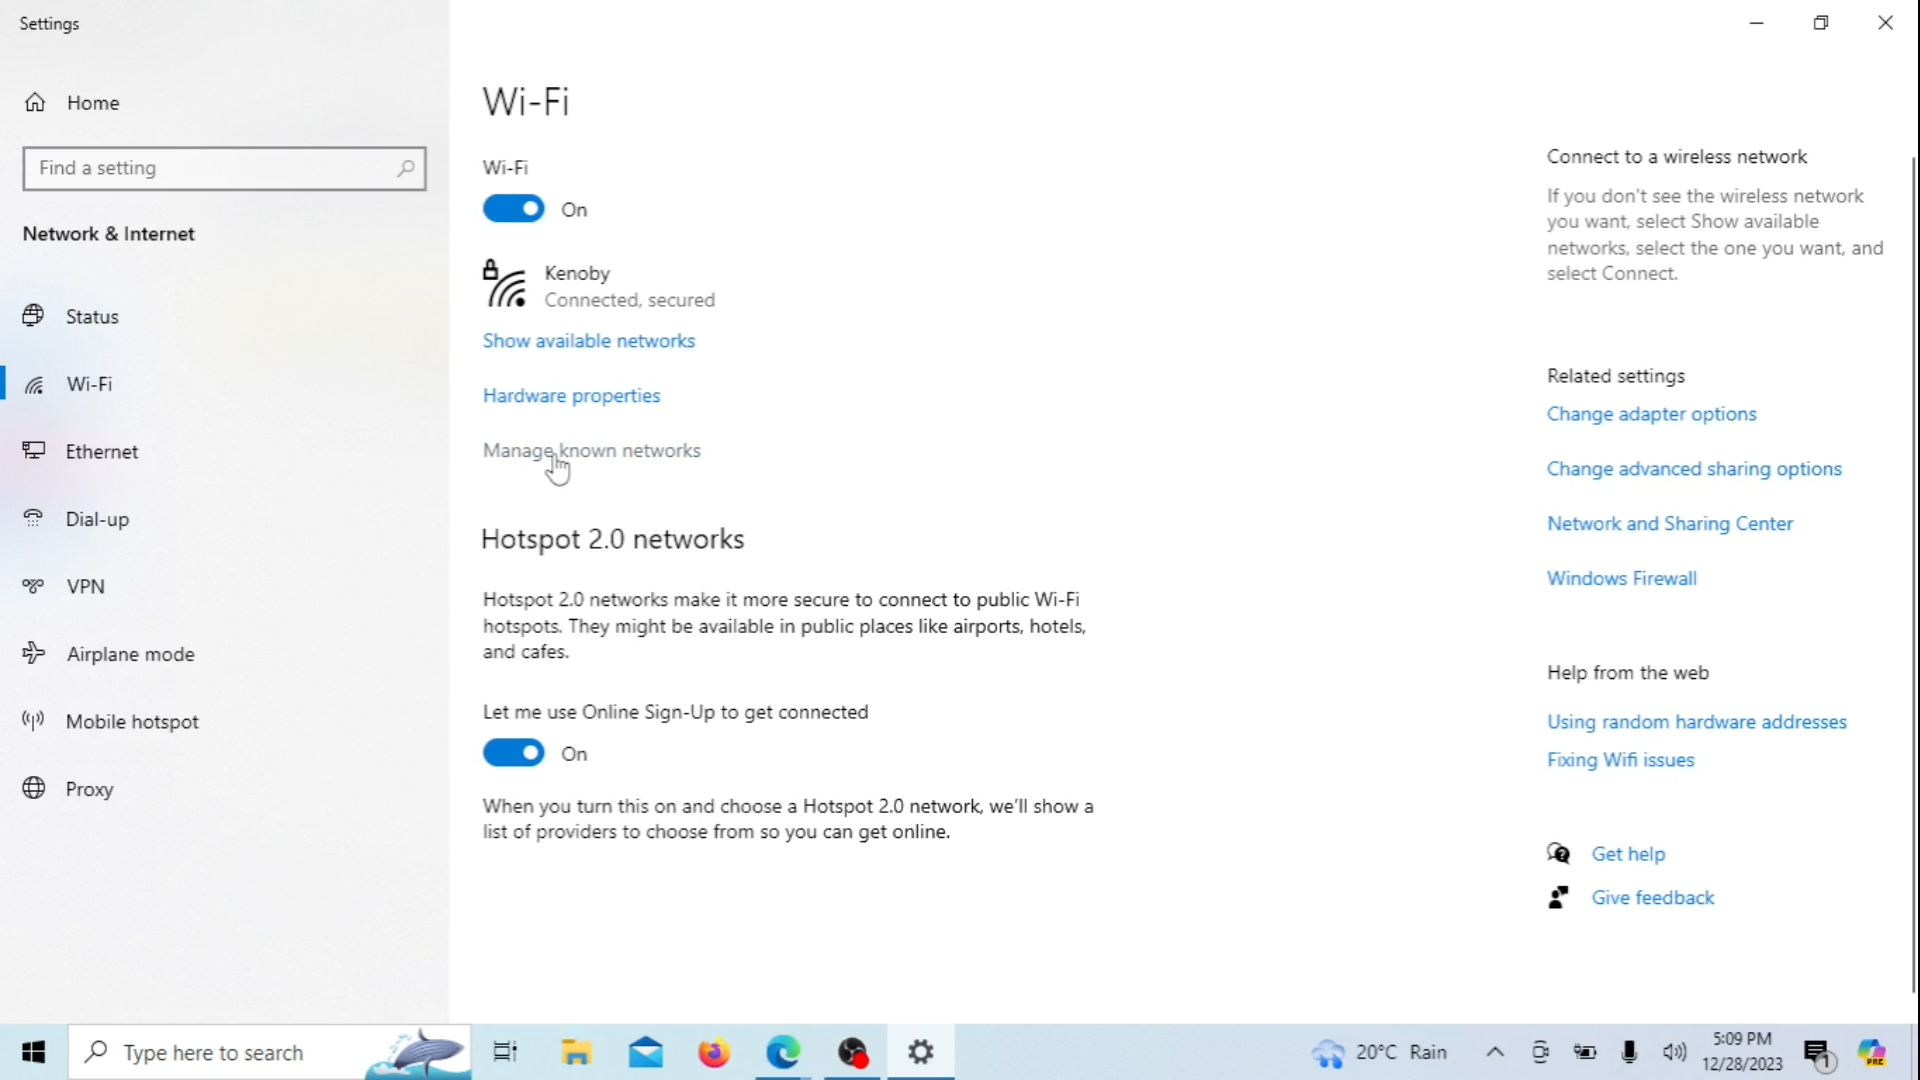 Settings
Home
Find a setting
Network & Internet
Status
Wi-Fi
Ethernet
Dial-up
VPN
Airplane mode
Mobile hotspot
Proxy
Wi-Fi
Wi-Fi
On
Kenoby
Connected, secured
Show available networks
Hardware properties
Manage known networks
Hotspot 2.0 networks
Hotspot 2.0 networks make it more secure to connect to public Wi-Fi
hotspots. They might be available in public places like airports, hotels,
and cafes.
Let me use Online Sign-Up to get connected
On
When you turn this on and choose a Hotspot 2.0 network, we'll show a
list of providers to choose from so you can get online.
Connect to a wireless network
If you don't see the wireless network
you want, select Show available
networks, select the one you want, and
select Connect.
Related settings
Change adapter options
Change advanced sharing options
Network and Sharing Center
Windows Firewall
Help from the web
Using random hardware addresses
Fixing Wifi issues
Get help
Give feedback
Type here to search
20°C Rain
5:09 PM
12/28/2023
1
PRE